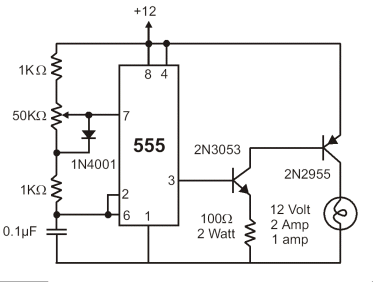 +12
1KΩ
8 4
50KΩ
7
555
1N4001
2N3053
2N2955
3
1KΩ
2
6
1
100Ω
2 Watt
12 Volt
2 Amp
1 amp
0.1µF